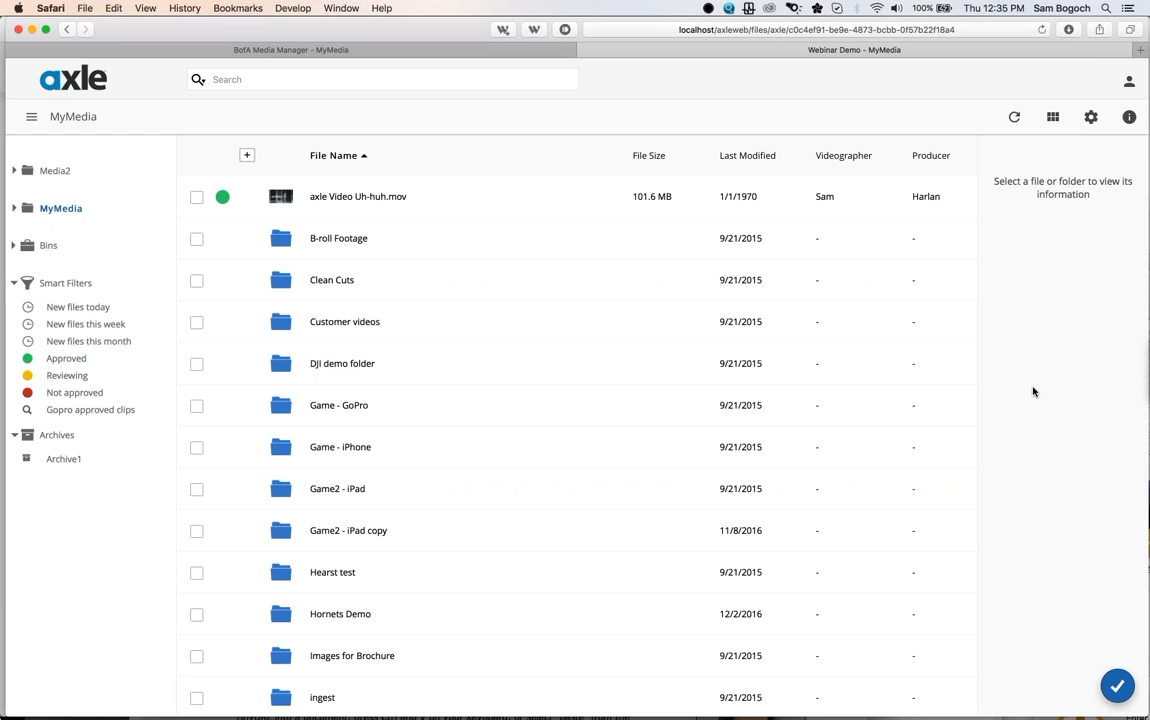 Safari File Edit View History Bookmarks Develop Window Help 100% Thu 12:35 PM Sam Bogoch
localhost/axleweb/files/axle/c0c4ef91-be9e-4873-bcbb-0f57b22f18a4
BofA Media Manager - MyMedia Webinar Demo - MyMedia
axle Search
MyMedia
Media2
MyMedia
Bins
Smart Filters
New files today
New files this week
New files this month
Approved
Reviewing
Not approved
Gopro approved clips
Archives
Archive1
File Name File Size Last Modified Videographer Producer
axle Video Uh-huh.mov 101.6 MB 1/1/1970 Sam Harlan
B-roll Footage 9/21/2015 - -
Clean Cuts 9/21/2015 - -
Customer videos 9/21/2015 - -
DJI demo folder 9/21/2015 - -
Game - GoPro 9/21/2015 - -
Game - iPhone 9/21/2015 - -
Game2 - iPad 9/21/2015 - -
Game2 - iPad copy 11/8/2016 - -
Hearst test 9/21/2015 - -
Hornets Demo 12/2/2016 - -
Images for Brochure 9/21/2015 - -
ingest 9/21/2015 - -
Select a file or folder to view its
information